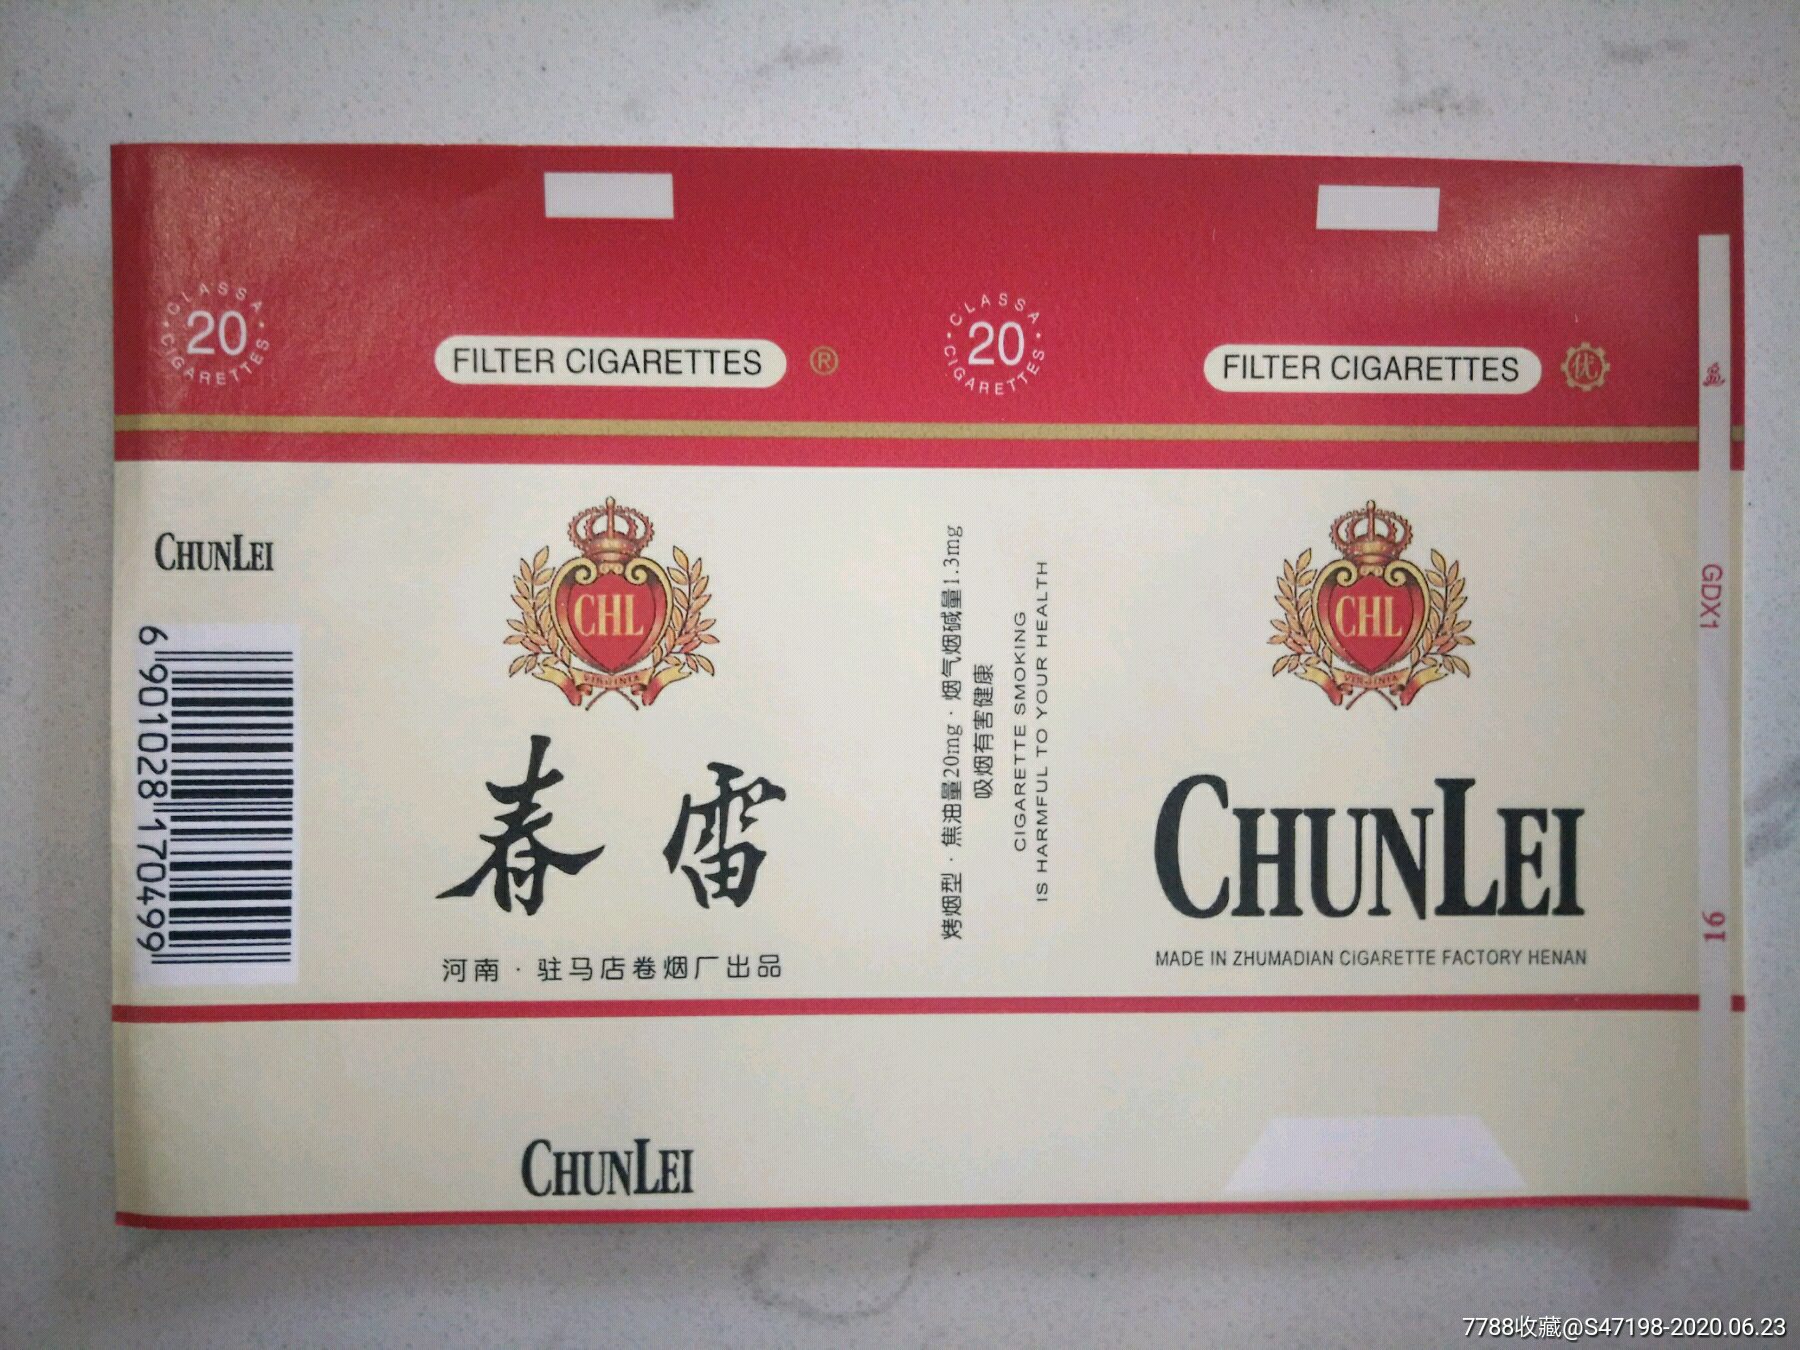 CLASSA
20
CIGARETTES
FILTER CIGARETTES
®
CLASSA
20
CIGARETTES
FILTER CIGARETTES
优
CHUNLEI
6 901028 170499
CHL
VIRGINIA
春雷
河南·驻马店卷烟厂出品
烤烟型·焦油量20mg·烟气烟碱量1.3mg
吸烟有害健康
CIGARETTE SMOKING
IS HARMFUL TO YOUR HEALTH
CHL
VIRGINIA
CHUNLEI
MADE IN ZHUMADIAN CIGARETTE FACTORY HENAN
GDX1
16
CHUNLEI
7788收藏@S47198-2020.06.23